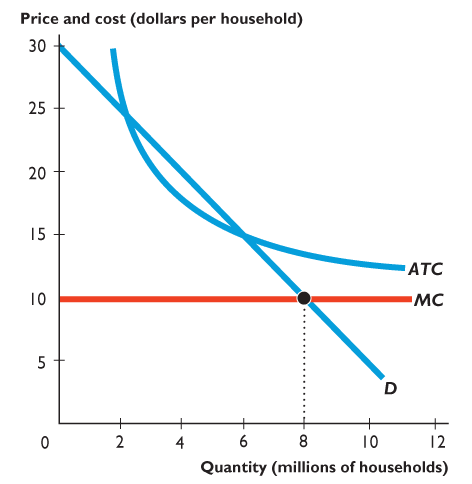 Price and cost (dollars per household)
30
25
20
15
10
5
ATC
MC
D
0 2 4 6 8 10 12
Quantity (millions of households)